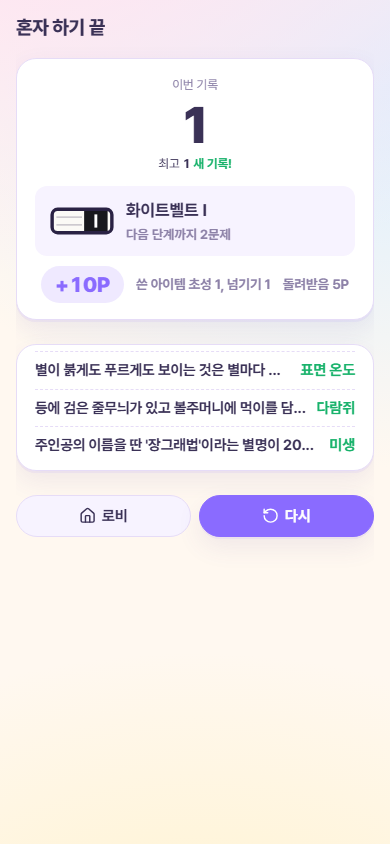 혼자 하기 끝
이번 기록
1
최고 1 새 기록!
화이트벨트 I
다음 단계까지 2문제
+10P 쓴 아이템 초성 1, 넘기기 1 돌려받음 5P
별이 붉게도 푸르게도 보이는 것은 별마다 ... 표면 온도
등에 검은 줄무늬가 있고 볼주머니에 먹이를 담... 다람쥐
주인공의 이름을 딴 '장그래법'이라는 별명이 20... 미생
로비 다시